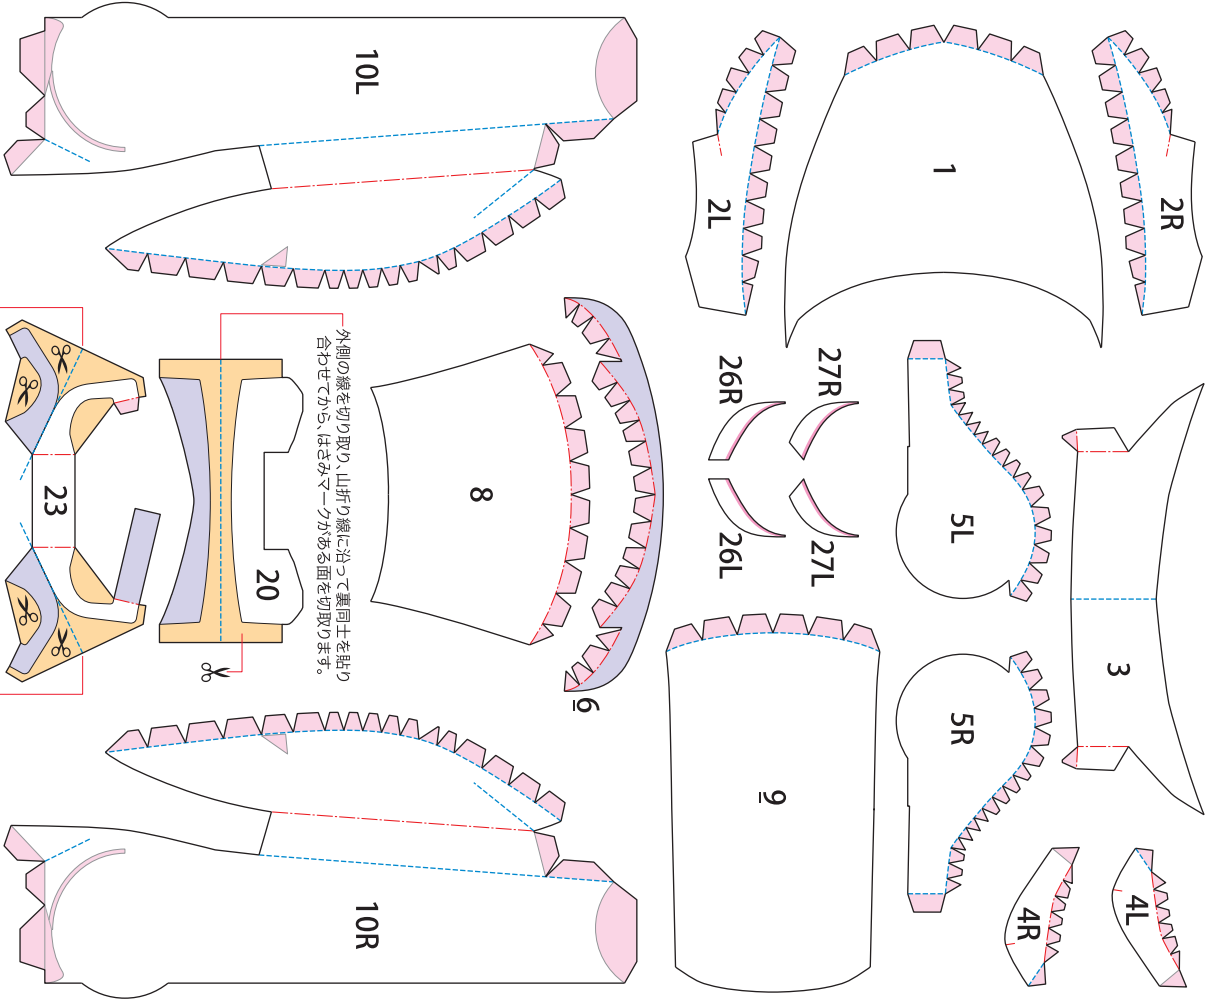 10L
1
2L
2R
外側の線を切り取り、山折り線に沿って裏同士を貼り
合わせてから、はさみマークがある面を切取ります。
26R
27R
5L
3
23
20
8
6
26L
27L
9
5R
10R
4R
4L